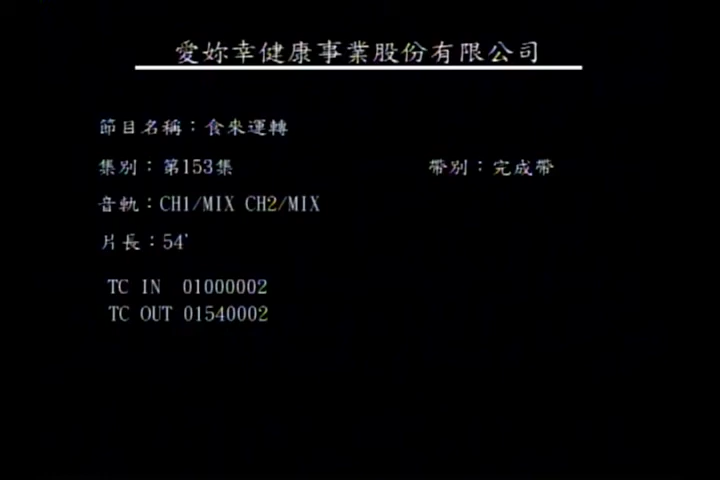 愛妳幸健康事業股份有限公司
節目名稱：食來運轉
集別：第153集 帶別：完成帶
音軌：CH1/MIX CH2/MIX
片長：54'
TC IN 01000002
TC OUT 01540002